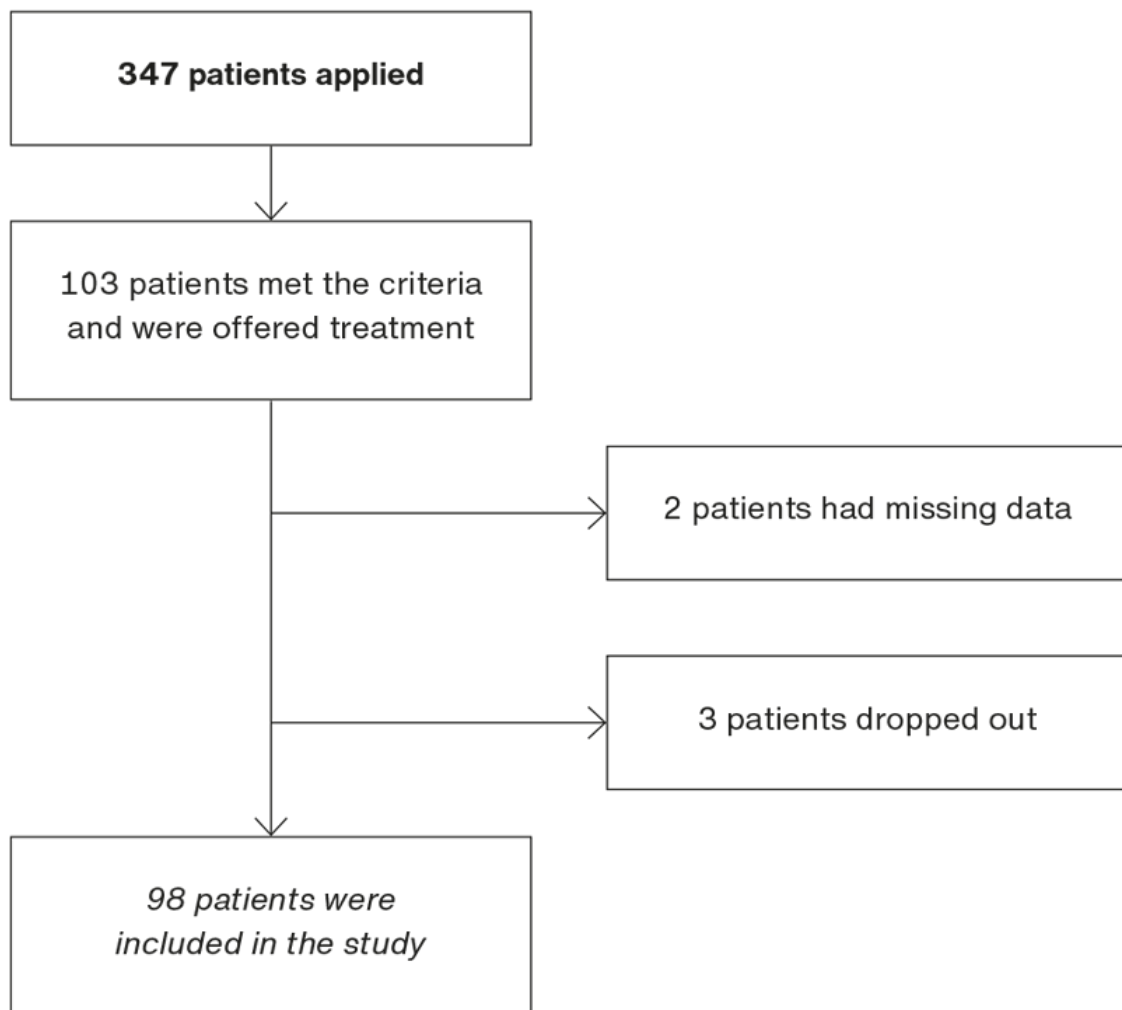 347 patients applied
103 patients met the criteria
and were offered treatment
2 patients had missing data
3 patients dropped out
98 patients were
included in the study